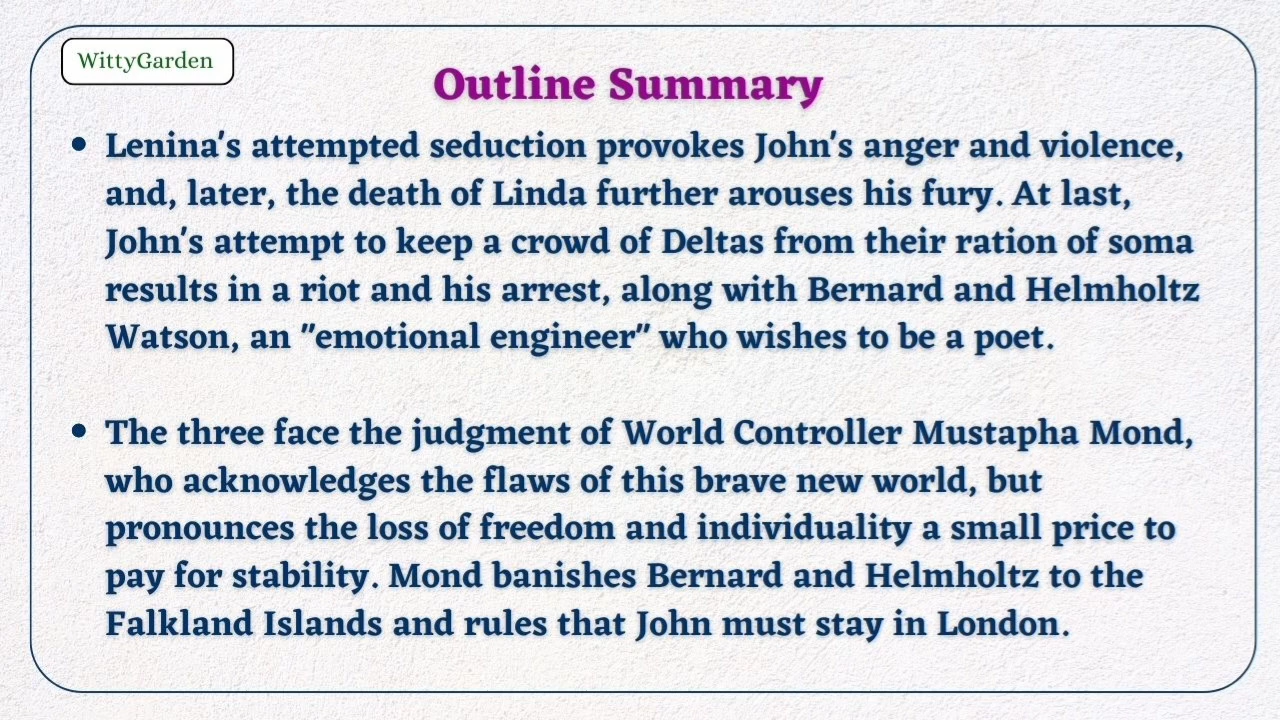 WittyGarden
Outline Summary
• Lenina's attempted seduction provokes John's anger and violence,
and, later, the death of Linda further arouses his fury. At last,
John's attempt to keep a crowd of Deltas from their ration of soma
results in a riot and his arrest, along with Bernard and Helmholtz
Watson, an "emotional engineer" who wishes to be a poet.
• The three face the judgment of World Controller Mustapha Mond,
who acknowledges the flaws of this brave new world, but
pronounces the loss of freedom and individuality a small price to
pay for stability. Mond banishes Bernard and Helmholtz to the
Falkland Islands and rules that John must stay in London.